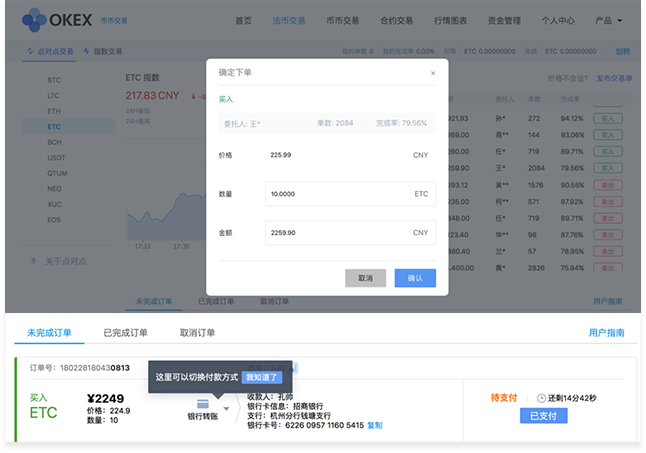 OKEX 币币交易
首页 法币交易 币币交易 合约交易 行情图表 资金管理 个人中心 产品
点对点交易 指数交易
我的单数 0 我的完成率 0.00% 可用 ETC 0.00000000 冻结 ETC 0.00000000 划转
BTC
LTC
ETH
ETC
BCH
USDT
QTUM
NEO
XUC
EOS
关于点对点
ETC 指数
217.83 CNY
24H最低
24H最高
17:15 17:30
价格不合适? 发布交易单
委托人 单数 完成率
921.93 孙* 272 94.12% 买入
269.00 商** 144 93.06% 买入
260.00 任* 719 89.71% 买入
259.90 王* 2084 79.56% 买入
293.12 吴** 1576 90.55% 卖出
235.00 何** 571 87.92% 卖出
348.00 任* 719 89.71% 卖出
123.40 华** 98 87.76% 卖出
380.40 兰* 57 78.95% 卖出
,400.00 黄* 2826 75.94% 卖出
确定下单 ×
买入
委托人: 王* 单数: 2084 完成率: 79.56%
价格 225.99 CNY
数量 10.0000 ETC
金额 2259.90 CNY
取消 确认
未完成订单 已完成订单 取消订单 用户指南
未完成订单 已完成订单 取消订单 用户指南
订单号: 180228180430813
这里可以切换付款方式 我知道了
买入
ETC
¥2249
价格: 224.9
数量: 10
银行转账
收款人: 孔帅
银行卡信息: 招商银行
支行: 杭州分行钱塘支行
银行卡号: 6226 0957 1160 5415 复制
待支付 还剩14分42秒
已支付